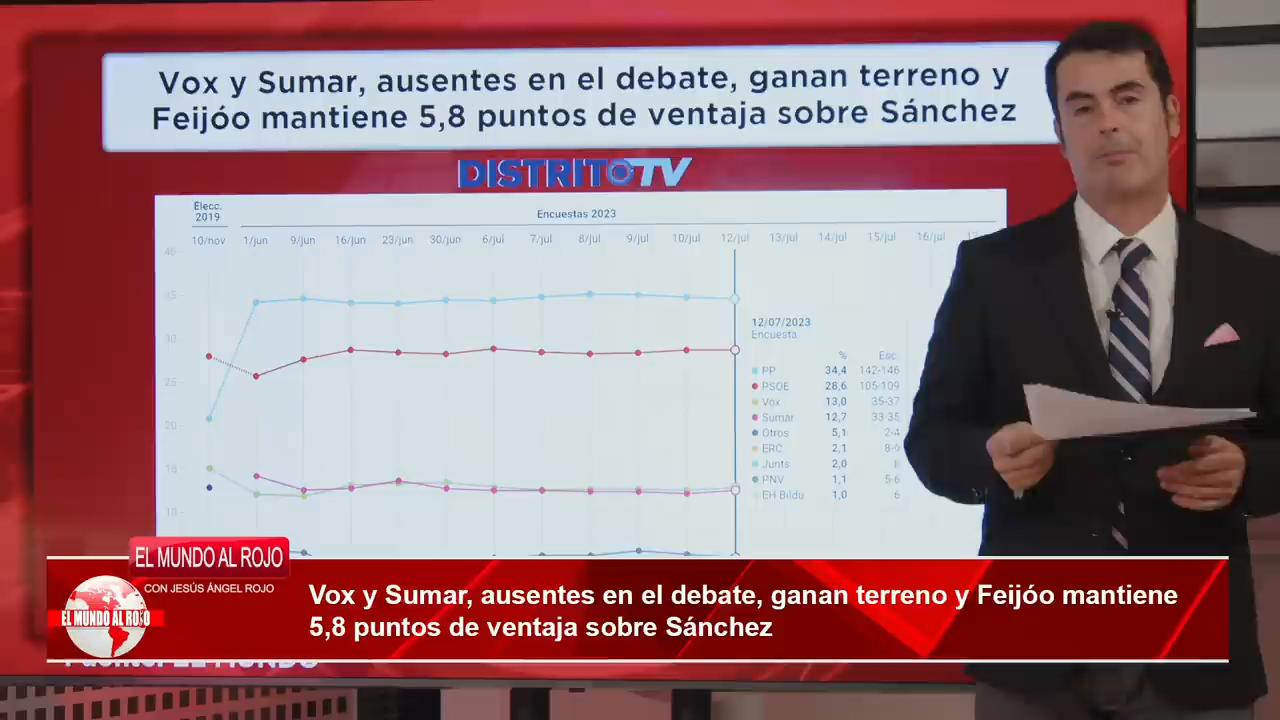 Vox y Sumar, ausentes en el debate, ganan terreno y
Feijóo mantiene 5,8 puntos de ventaja sobre Sánchez
DISTRITOTV
Elecc.
2019
Encuestas 2023
10/nov 1/jun 9/jun 16/jun 23/jun 30/jun 6/jul 7/jul 8/jul 9/jul 10/jul 12/jul 13/jul 14/jul 15/jul 16/jul
40
35
30
25
20
15
10
12/07/2023
Encuesta
% Esc.
PP 34,4 142-146
PSOE 28,6 105-109
Vox 13,0 35-37
Sumar 12,7 33-35
Otros 5,1 2-4
ERC 2,1
Junts 2,0 8
PNV 1,1 5-6
EH Bildu 1,0 6
EL MUNDO AL ROJO
CON JESÚS ÁNGEL ROJO
EL MUNDO AL ROJO
Vox y Sumar, ausentes en el debate, ganan terreno y Feijóo mantiene
5,8 puntos de ventaja sobre Sánchez